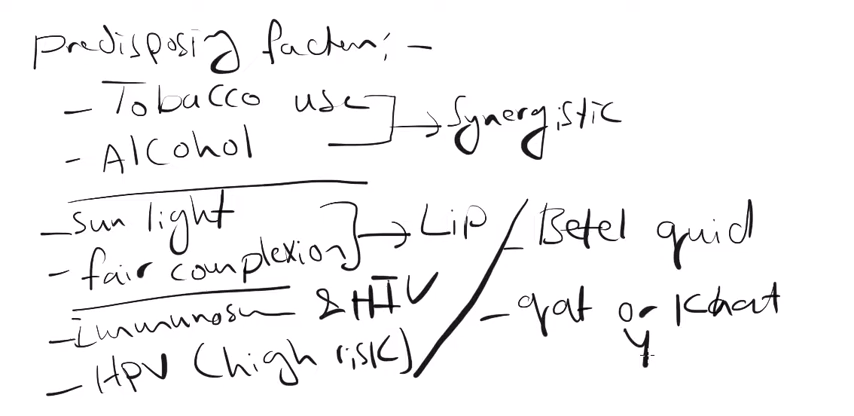 Predisposig factors:-
- Tobacco use
- Alcohol → Synergistic
- Sun light
- fair complexion → Lip
- Immunosu & HIV
- HPV (high risk)
- Betel quid
- qat or Khat